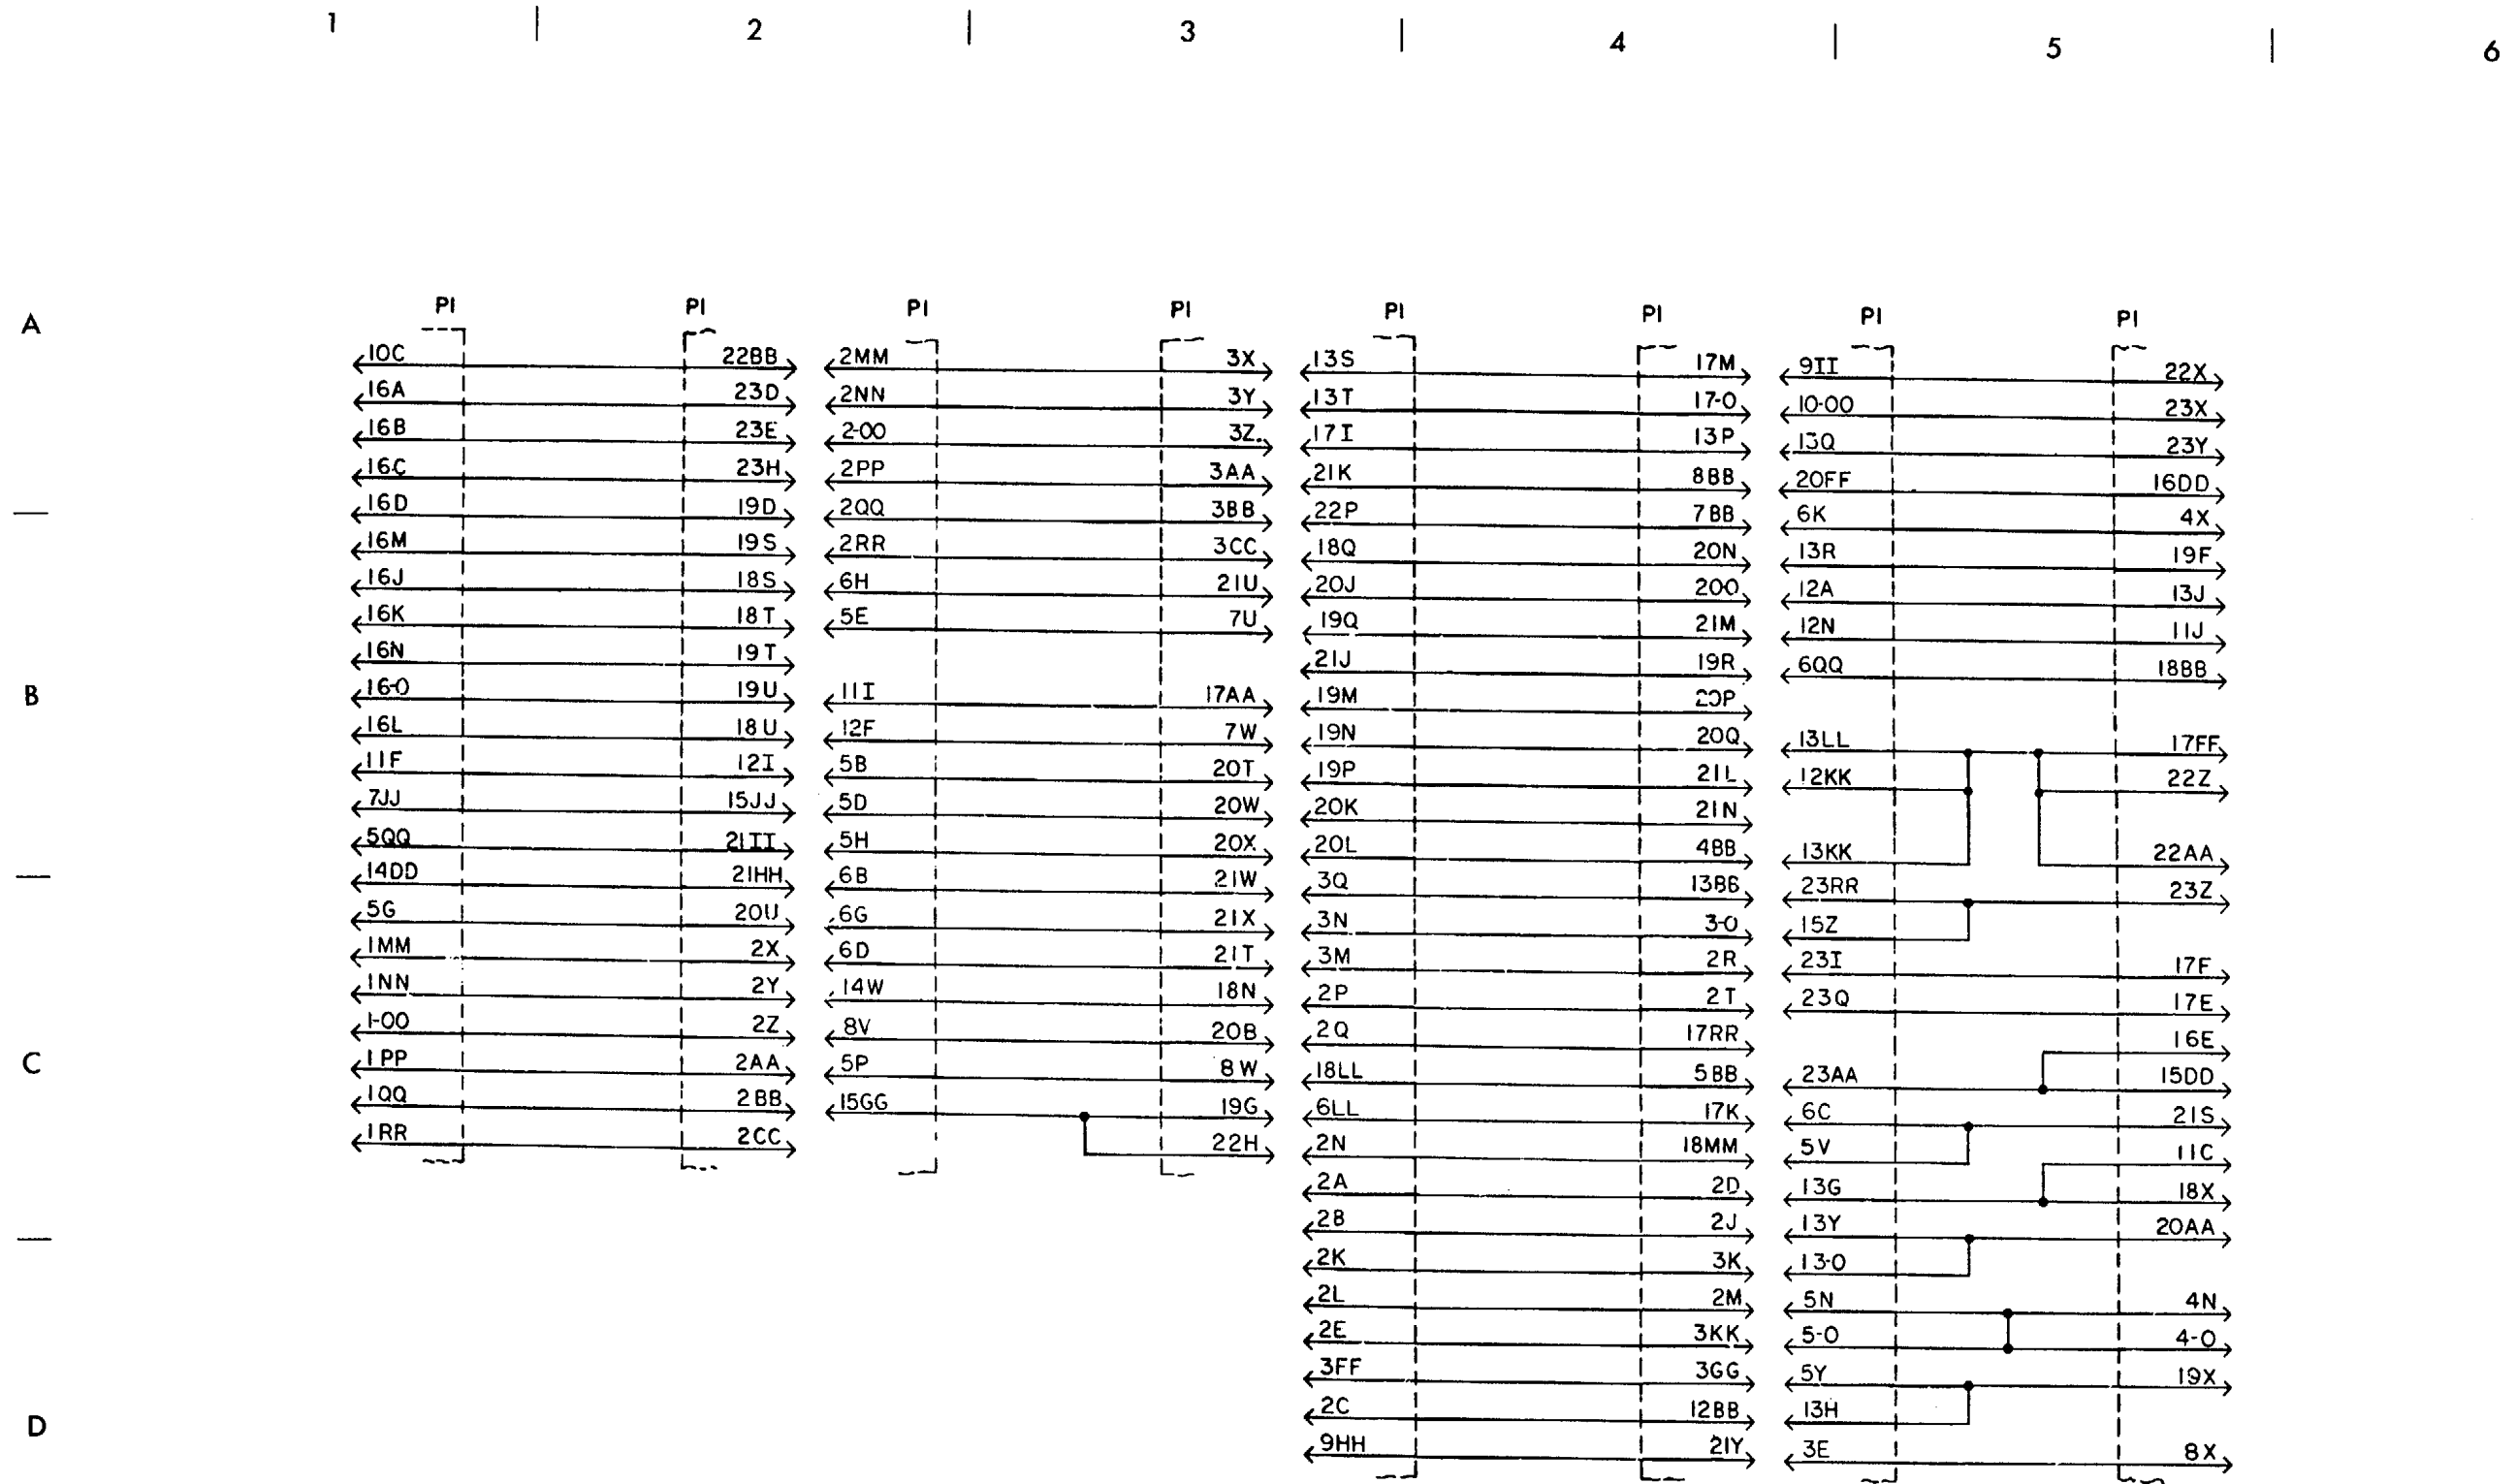 1 2 3 4 5 6
A
B
C
D
PI PI
10C 22BB
16A 23D
16B 23E
16C 23H
16D 19D
16M 19S
16J 18S
16K 18T
16N 19T
16-0 19U
16L 18U
11F 12I
7JJ 15JJ
5QQ 21II
14DD 21HH
5G 20U
1MM 2X
1NN 2Y
1-00 2Z
1PP 2AA
1QQ 2BB
1RR 2CC
PI PI
2MM 3X
2NN 3Y
2-00 3Z
2PP 3AA
2QQ 3BB
2RR 3CC
6H 21U
5E 7U
11I 17AA
12F 7W
5B 20T
5D 20W
5H 20X
6B 21W
6G 21X
6D 21T
14W 18N
8V 20B
5P 8W
15GG 19G
22H
PI PI
13S 17M
13T 17-0
17I 13P
21K 8BB
22P 7BB
18Q 20N
20J 200
19Q 21M
21J 19R
19M 20P
19N 20Q
19P 21L
20K 21N
20L 4BB
3Q 13BB
3N 3-0
3M 2R
2P 2T
2Q 17RR
18LL 5BB
6LL 17K
2N 18MM
2A 2D
2B 2J
2K 3K
2L 2M
2E 3KK
3FF 3GG
2C 12BB
9HH 21Y
PI PI
9II 22X
10-00 23X
13Q 23Y
20FF 16DD
6K 4X
13R 19F
12A 13J
12N 11J
6QQ 18BB
13LL 17FF
12KK 22Z
13KK 22AA
23RR 23Z
15Z
23I 17F
23Q 17E
16E
23AA 15DD
6C 21S
5V 11C
13G 18X
13Y 20AA
13-0
5N 4N
5-0 4-0
5Y 19X
13H
3E 8X